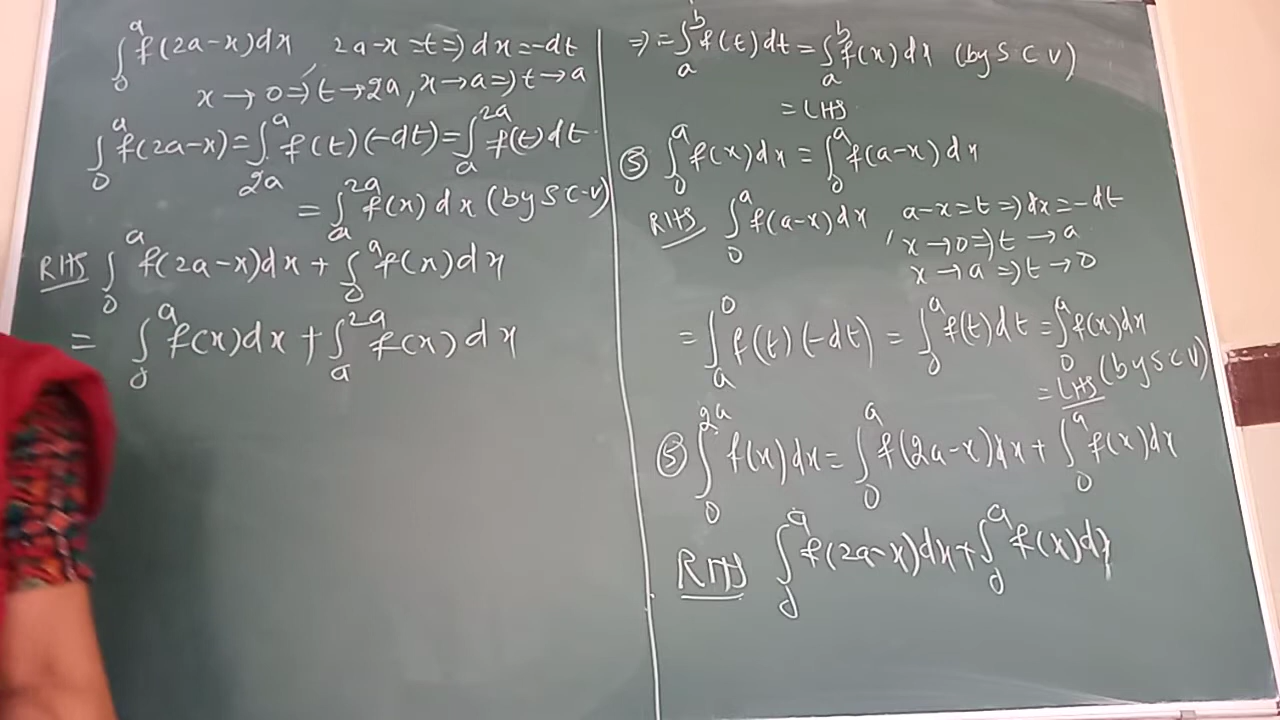 ∫₀ᵃ f(2a-x)dx, 2a-x=t⇒dx=-dt
x→0⇒t→2a, x→a⇒t→a
∫₀ᵃ f(2a-x)=∫₂ₐᵃ f(t)(-dt)=∫ₐ²ᵃ f(t)dt
=∫ₐ²ᵃ f(x)dx (by S C V)
RHS ∫₀ᵃ f(2a-x)dx+∫₀ᵃ f(x)dx
= ∫₀ᵃ f(x)dx+∫ₐ²ᵃ f(x)dx
⇒=∫ₐᵇ f(t)dt=∫ₐᵇ f(x)dx (by S C V)
= LHS
⑤ ∫₀ᵃ f(x)dx=∫₀ᵃ f(a-x)dx
RHS ∫₀ᵃ f(a-x)dx, a-x=t⇒dx=-dt
x→0⇒t→a
x→a⇒t→0
=∫ₐ⁰ f(t)(-dt)=∫₀ᵃ f(t)dt=∫₀ᵃ f(x)dx
(by S C V)
=LHS
⑤ ∫₀²ᵃ f(x)dx=∫₀ᵃ f(2a-x)dx+∫₀ᵃ f(x)dx
RHS ∫₀ᵃ f(2a-x)dx+∫₀ᵃ f(x)dx